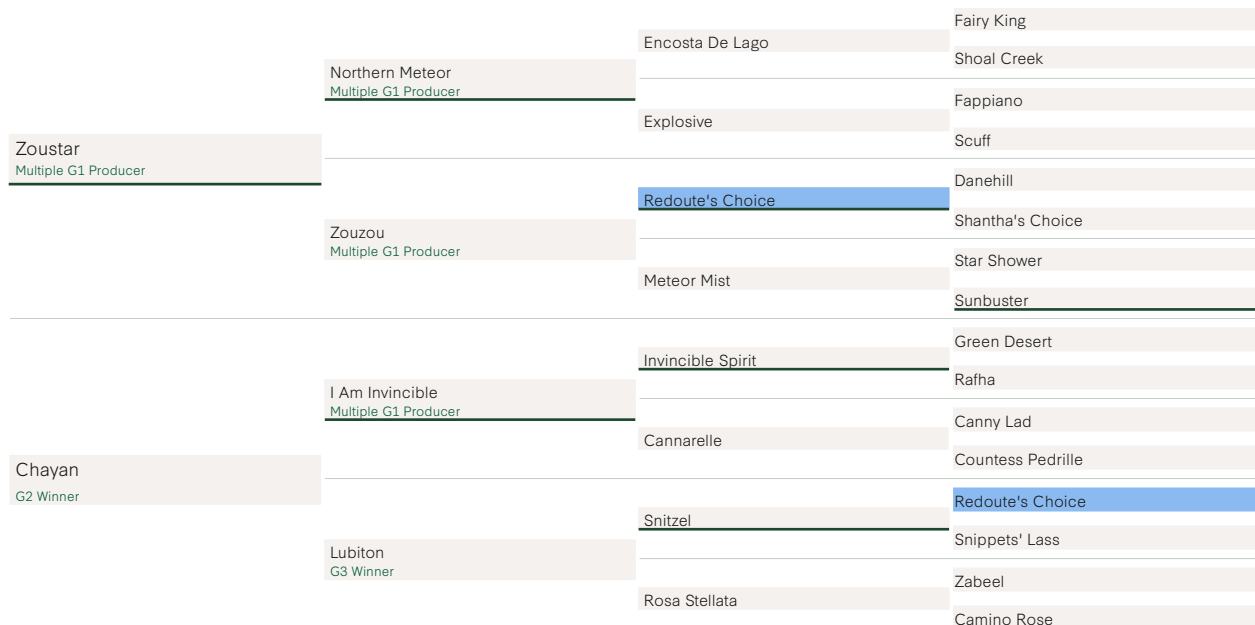 Zoustar
Multiple G1 Producer
Northern Meteor
Multiple G1 Producer
Encosta De Lago
Fairy King
Shoal Creek
Explosive
Fappiano
Scuff
Zouzou
Multiple G1 Producer
Redoute's Choice
Danehill
Shantha's Choice
Meteor Mist
Star Shower
Sunbuster
Chayan
G2 Winner
I Am Invincible
Multiple G1 Producer
Invincible Spirit
Green Desert
Rafha
Cannarelle
Canny Lad
Countess Pedrille
Lubiton
G3 Winner
Snitzel
Redoute's Choice
Snippets' Lass
Rosa Stellata
Zabeel
Camino Rose